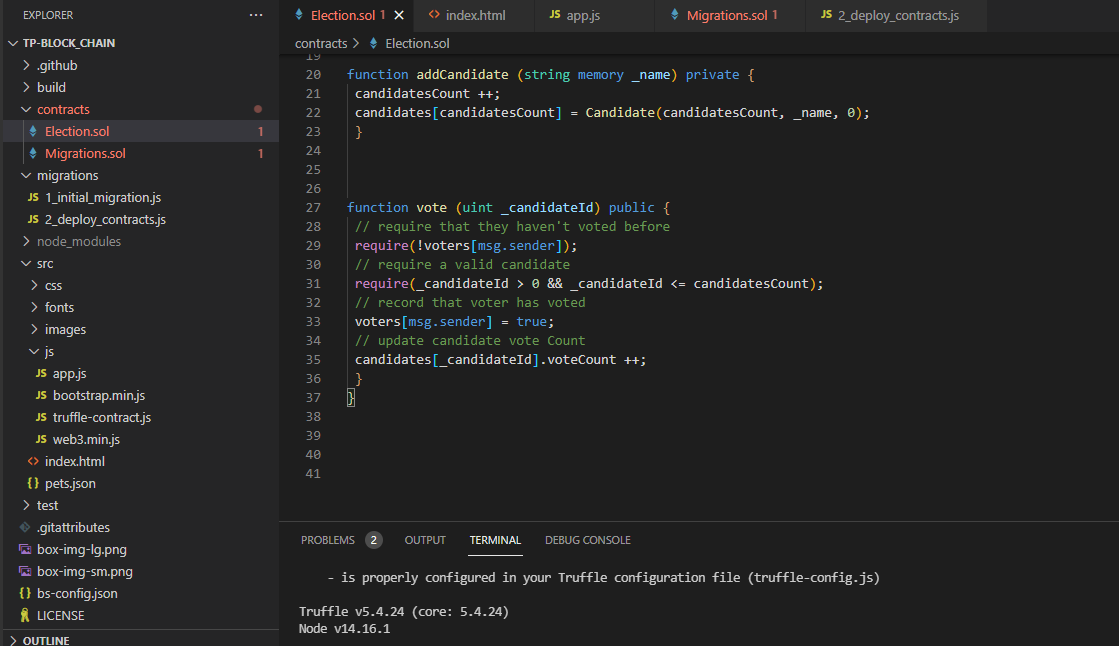 EXPLORER
TP-BLOCK_CHAIN
.github
build
contracts
Election.sol 1
Migrations.sol 1
migrations
JS 1_initial_migration.js
JS 2_deploy_contracts.js
node_modules
src
css
fonts
images
js
JS app.js
JS bootstrap.min.js
JS truffle-contract.js
JS web3.min.js
<> index.html
{} pets.json
test
.gitattributes
box-img-lg.png
box-img-sm.png
{} bs-config.json
LICENSE
OUTLINE
Election.sol 1 <> index.html JS app.js Migrations.sol 1 JS 2_deploy_contracts.js
contracts > Election.sol
19
20 function addCandidate (string memory _name) private {
21 candidatesCount ++;
22 candidates[candidatesCount] = Candidate(candidatesCount, _name, 0);
23 }
24
25
26
27 function vote (uint _candidateId) public {
28 // require that they haven't voted before
29 require(!voters[msg.sender]);
30 // require a valid candidate
31 require(_candidateId > 0 && _candidateId <= candidatesCount);
32 // record that voter has voted
33 voters[msg.sender] = true;
34 // update candidate vote Count
35 candidates[_candidateId].voteCount ++;
36 }
37 }
38
39
40
41
PROBLEMS 2 OUTPUT TERMINAL DEBUG CONSOLE
- is properly configured in your Truffle configuration file (truffle-config.js)
Truffle v5.4.24 (core: 5.4.24)
Node v14.16.1